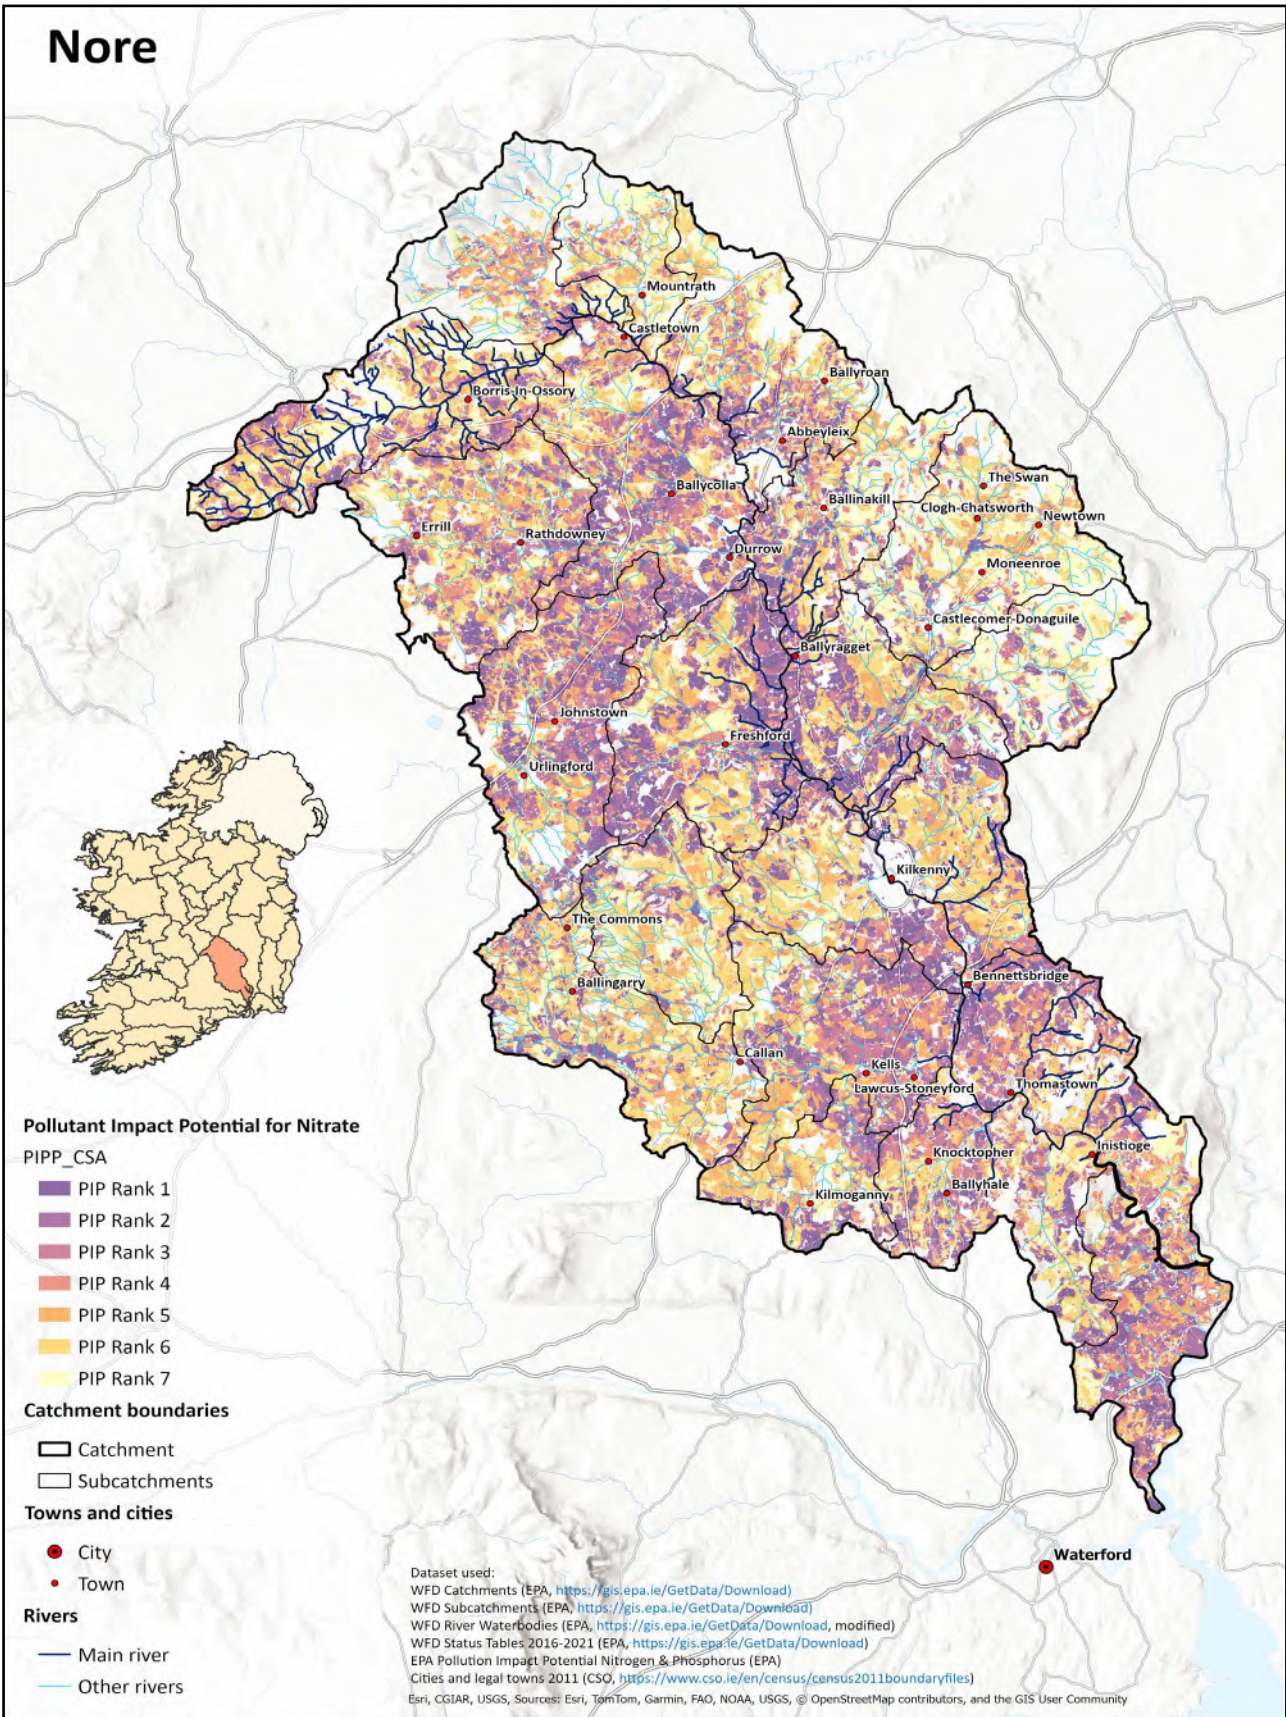 Nore
Mountrath
Castletown
Ballyroan
Borris-In-Ossory
Abbeyleix
The Swan
Ballycolla
Ballinakill
Clogh-Chatsworth
Newtown
Errill
Rathdowney
Durrow
Moneenroe
Castlecomer-Donaguile
Ballyragget
Johnstown
Freshford
Urlingford
Kilkenny
The Commons
Bennettsbridge
Ballingarry
Callan
Kells
Lawcus-Stoneyford
Thomastown
Inistioge
Knocktopher
Ballyhale
Kilmoganny
Waterford
Pollutant Impact Potential for Nitrate
PIPP_CSA
PIP Rank 1
PIP Rank 2
PIP Rank 3
PIP Rank 4
PIP Rank 5
PIP Rank 6
PIP Rank 7
Catchment boundaries
Catchment
Subcatchments
Towns and cities
City
Town
Rivers
Main river
Other rivers
Dataset used:
WFD Catchments (EPA, https://gis.epa.ie/GetData/Download)
WFD Subcatchments (EPA, https://gis.epa.ie/GetData/Download)
WFD River Waterbodies (EPA, https://gis.epa.ie/GetData/Download, modified)
WFD Status Tables 2016-2021 (EPA, https://gis.epa.ie/GetData/Download)
EPA Pollution Impact Potential Nitrogen & Phosphorus (EPA)
Cities and legal towns 2011 (CSO, https://www.cso.ie/en/census/census2011boundaryfiles)
Esri, CGIAR, USGS, Sources: Esri, TomTom, Garmin, FAO, NOAA, USGS, © OpenStreetMap contributors, and the GIS User Community